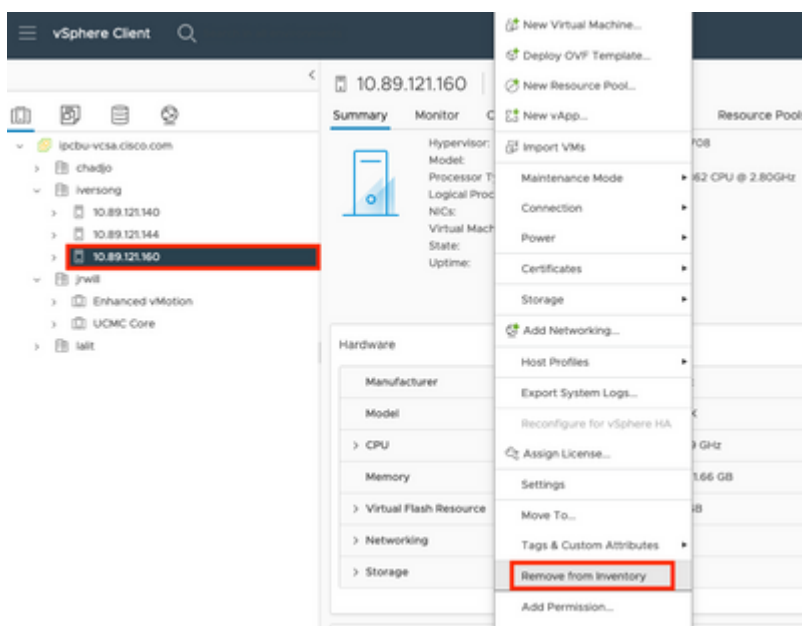 vSphere Client
10.89.121.160
Summary Monitor C
ipcbu-vcsa.cisco.com
chadjo
iversong
10.89.121.140
10.89.121.144
10.89.121.160
jrwill
Enhanced vMotion
UCMC Core
lalit
Hypervisor:
Model:
Processor T
Logical Proc
NICs:
Virtual Mach
State:
Uptime:
Hardware
Manufacturer
Model
CPU
Memory
Virtual Flash Resource
Networking
Storage
New Virtual Machine...
Deploy OVF Template...
New Resource Pool...
New vApp...
Import VMs
Maintenance Mode
Connection
Power
Certificates
Storage
Add Networking...
Host Profiles
Export System Logs...
Reconfigure for vSphere HA
Assign License...
Settings
Move To...
Tags & Custom Attributes
Remove from Inventory
Add Permission...
Resource Pool
708
62 CPU @ 2.80GHz
GHz
1.66 GB